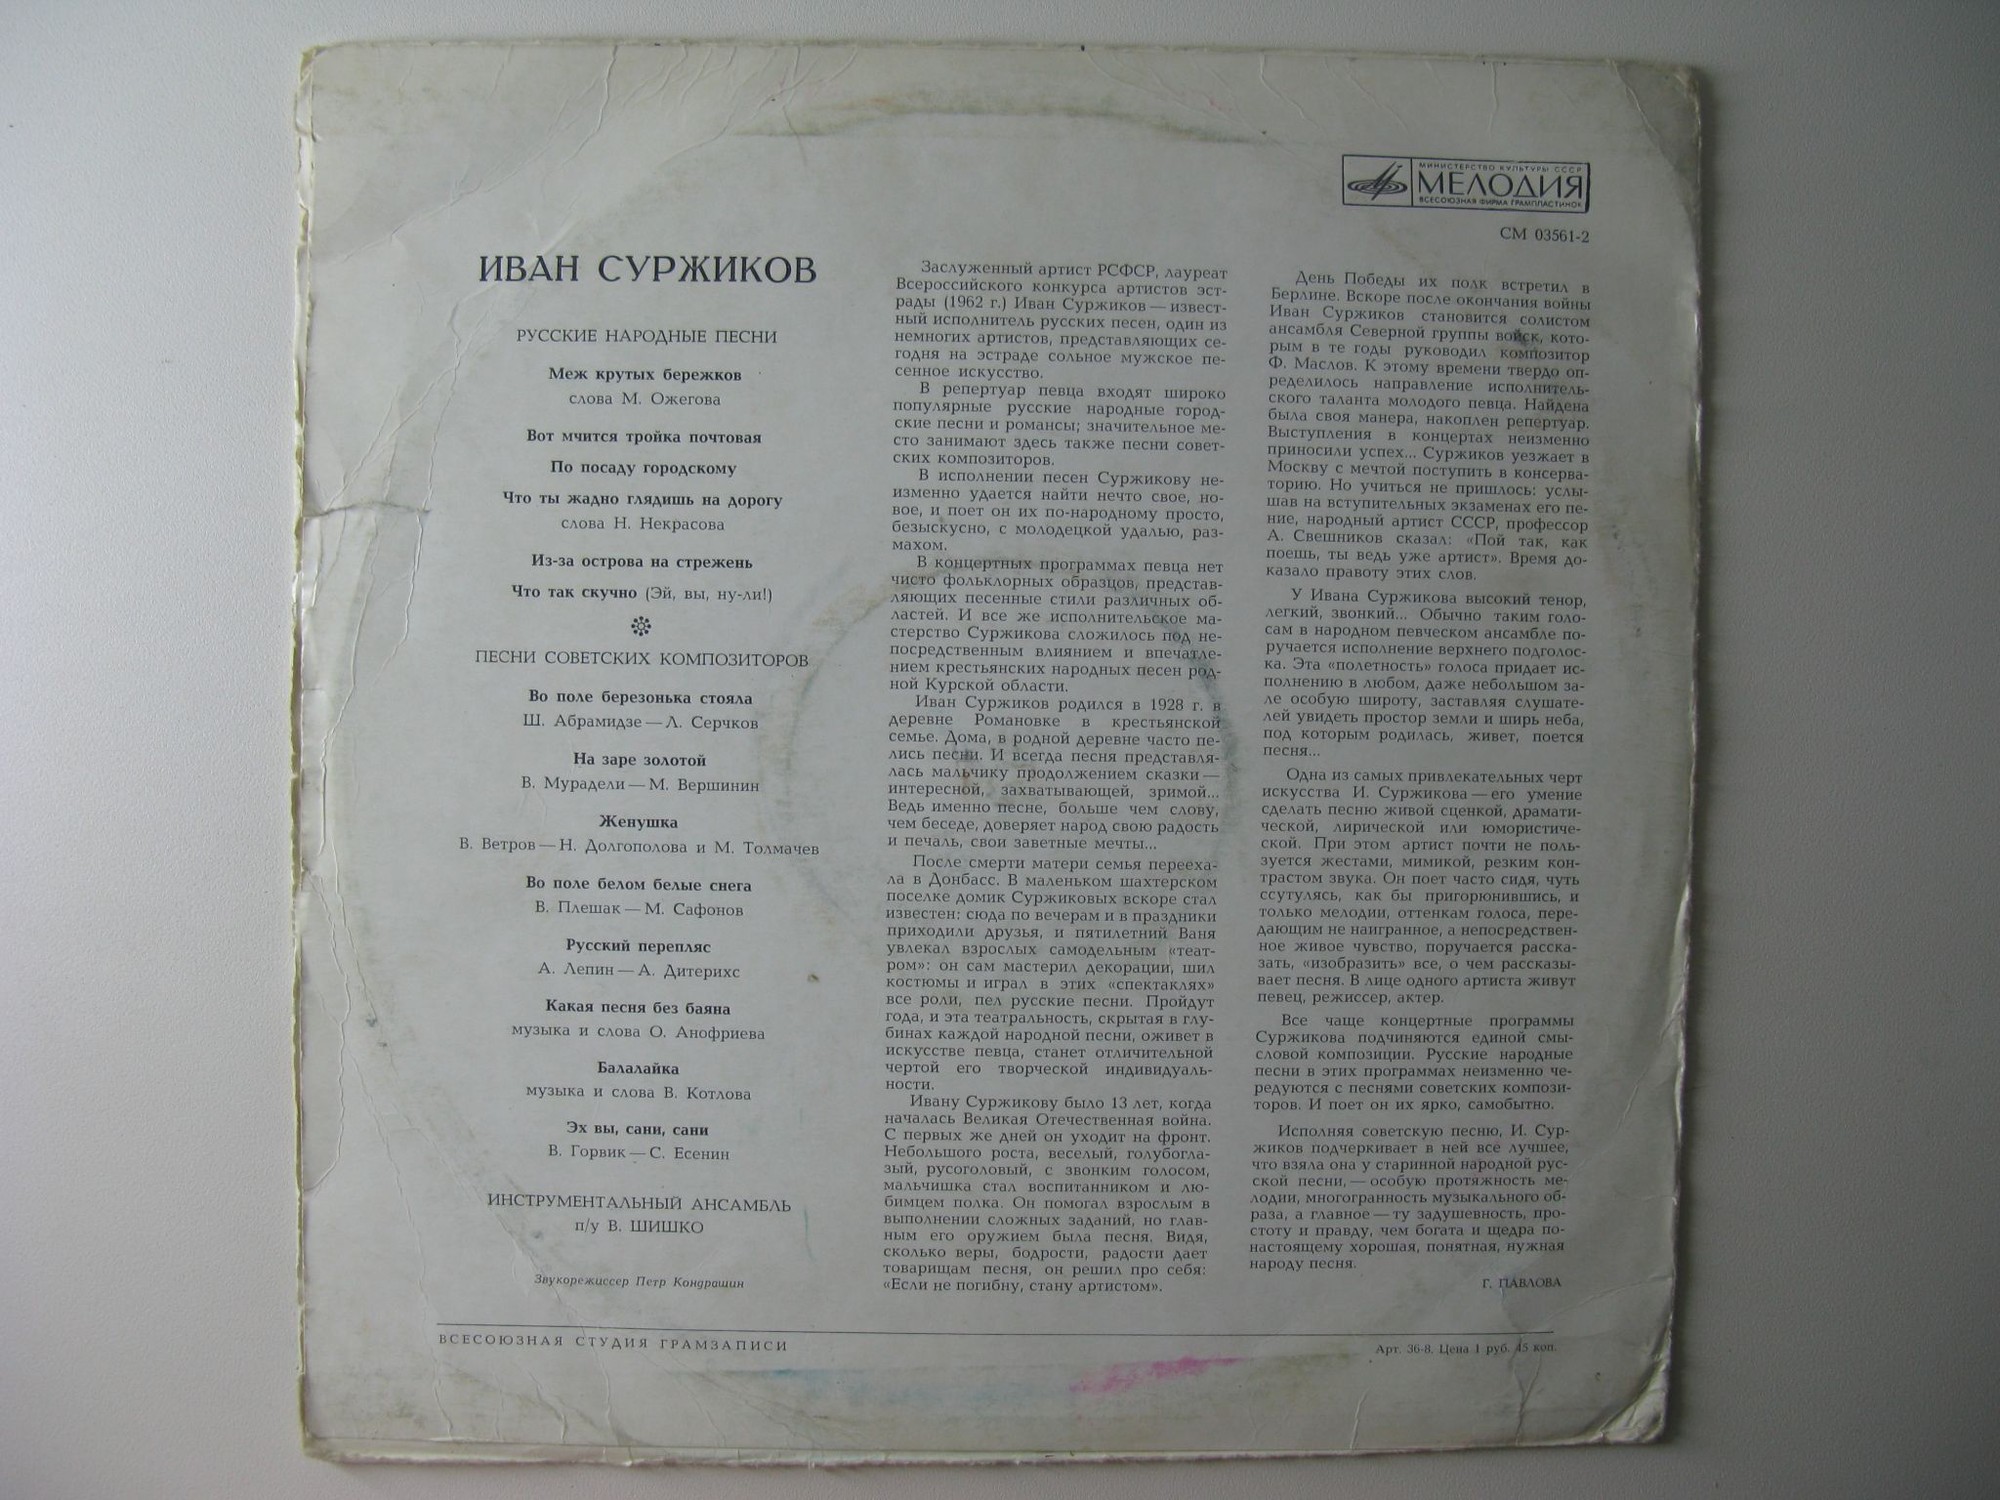 МИНИСТЕРСТВО КУЛЬТУРЫ СССР
МЕЛОДИЯ
ВСЕСОЮЗНАЯ ФИРМА ГРАМПЛАСТИНОК
СМ 03561-2
ИВАН СУРЖИКОВ
РУССКИЕ НАРОДНЫЕ ПЕСНИ
Меж крутых бережков
слова М. Ожегова
Вот мчится тройка почтовая
По посаду городскому
Что ты жадно глядишь на дорогу
слова Н. Некрасова
Из-за острова на стрежень
Что так скучно (Эй, вы, ну-ли!)
ПЕСНИ СОВЕТСКИХ КОМПОЗИТОРОВ
Во поле березонька стояла
Ш. Абрамидзе — Л. Серчков
На заре золотой
В. Мурадели — М. Вершинин
Женушка
В. Ветров — Н. Долгополова и М. Толмачев
Во поле белом белые снега
В. Плешак — М. Сафонов
Русский перепляс
А. Лепин — А. Дитерихс
Какая песня без баяна
музыка и слова О. Анофриева
Балалайка
музыка и слова В. Котлова
Эх вы, сани, сани
В. Горвик — С. Есенин
ИНСТРУМЕНТАЛЬНЫЙ АНСАМБЛЬ
п/у В. ШИШКО
Звукорежиссер Петр Кондрашин
Заслуженный артист РСФСР, лауреат
Всероссийского конкурса артистов эст-
рады (1962 г.) Иван Суржиков — извест-
ный исполнитель русских песен, один из
немногих артистов, представляющих се-
годня на эстраде сольное мужское пе-
сенное искусство.
В репертуар певца входят широко
популярные русские народные город-
ские песни и романсы; значительное ме-
сто занимают здесь также песни совет-
ских композиторов.
В исполнении песен Суржикову не-
изменно удается найти нечто свое, но-
вое, и поет он их по-народному просто,
безыскусно, с молодецкой удалью, раз-
махом.
В концертных программах певца нет
чисто фольклорных образцов, представ-
ляющих песенные стили различных об-
ластей. И все же исполнительское ма-
стерство Суржикова сложилось под не-
посредственным влиянием и впечатле-
нием крестьянских народных песен род-
ной Курской области.
Иван Суржиков родился в 1928 г. в
деревне Романовке в крестьянской
семье. Дома, в родной деревне часто пе-
лись песни. И всегда песня представля-
лась мальчику продолжением сказки —
интересной, захватывающей, зримой...
Ведь именно песне, больше чем слову,
чем беседе, доверяет народ свою радость
и печаль, свои заветные мечты...
После смерти матери семья перееха-
ла в Донбасс. В маленьком шахтерском
поселке домик Суржиковых вскоре стал
известен: сюда по вечерам и в праздники
приходили друзья, и пятилетний Ваня
увлекал взрослых самодельным «теат-
ром»: он сам мастерил декорации, шил
костюмы и играл в этих «спектаклях»
все роли, пел русские песни. Пройдут
года, и эта театральность, скрытая в глу-
бинах каждой народной песни, оживет в
искусстве певца, станет отличительной
чертой его творческой индивидуаль-
ности.
Ивану Суржикову было 13 лет, когда
началась Великая Отечественная война.
С первых же дней он уходит на фронт.
Небольшого роста, веселый, голубогла-
зый, русоголовый, с звонким голосом,
мальчишка стал воспитанником и лю-
бимцем полка. Он помогал взрослым в
выполнении сложных заданий, но глав-
ным его оружием была песня. Видя,
сколько веры, бодрости, радости дает
товарищам песня, он решил про себя:
«Если не погибну, стану артистом».
День Победы их полк встретил в
Берлине. Вскоре после окончания войны
Иван Суржиков становится солистом
ансамбля Северной группы войск, кото-
рым в те годы руководил композитор
Ф. Маслов. К этому времени твердо оп-
ределилось направление исполнитель-
ского таланта молодого певца. Найдена
была своя манера, накоплен репертуар.
Выступления в концертах неизменно
приносили успех... Суржиков уезжает в
Москву с мечтой поступить в консерва-
торию. Но учиться не пришлось: услы-
шав на вступительных экзаменах его пе-
ние, народный артист СССР, профессор
А. Свешников сказал: «Пой так, как
поешь, ты ведь уже артист». Время до-
казало правоту этих слов.
У Ивана Суржикова высокий тенор,
легкий, звонкий... Обычно таким голо-
сам в народном певческом ансамбле по-
ручается исполнение верхнего подголос-
ка. Эта «полетность» голоса придает ис-
полнению в любом, даже небольшом за-
ле особую широту, заставляя слушате-
лей увидеть простор земли и ширь неба,
под которым родилась, живет, поется
песня...
Одна из самых привлекательных черт
искусства И. Суржикова — его умение
сделать песню живой сценкой, драмати-
ческой, лирической или юмористиче-
ской. При этом артист почти не поль-
зуется жестами, мимикой, резким кон-
трастом звука. Он поет часто сидя, чуть
ссутулясь, как бы пригорюнившись, и
только мелодии, оттенкам голоса, пере-
дающим не наигранное, а непосредствен-
ное живое чувство, поручается расска-
зать, «изобразить» все, о чем рассказы-
вает песня. В лице одного артиста живут
певец, режиссер, актер.
Все чаще концертные программы
Суржикова подчиняются единой смы-
словой композиции. Русские народные
песни в этих программах неизменно че-
редуются с песнями советских компози-
торов. И поет он их ярко, самобытно.
Исполняя советскую песню, И. Сур-
жиков подчеркивает в ней все лучшее,
что взяла она у старинной народной рус-
ской песни, — особую протяжность ме-
лодии, многогранность музыкального об-
раза, а главное — ту задушевность, про-
стоту и правду, чем богата и щедра по-
настоящему хорошая, понятная, нужная
народу песня.
Г. ПАВЛОВА
ВСЕСОЮЗНАЯ СТУДИЯ ГРАМЗАПИСИ
Арт. 36-8. Цена 1 руб. 45 коп.